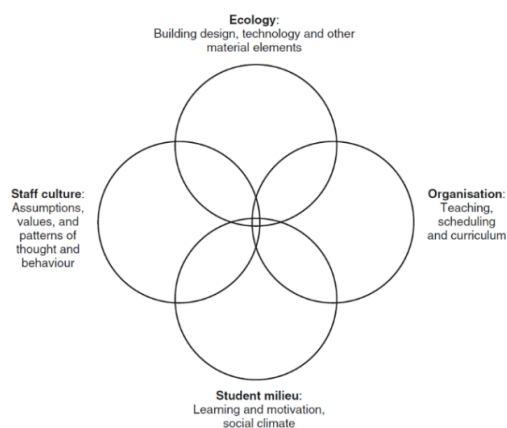 Ecology:
Building design, technology and other
material elements
Staff culture:
Assumptions,
values, and
patterns of
thought and
behaviour
Organisation:
Teaching,
scheduling
and curriculum
Student milieu:
Learning and motivation,
social climate